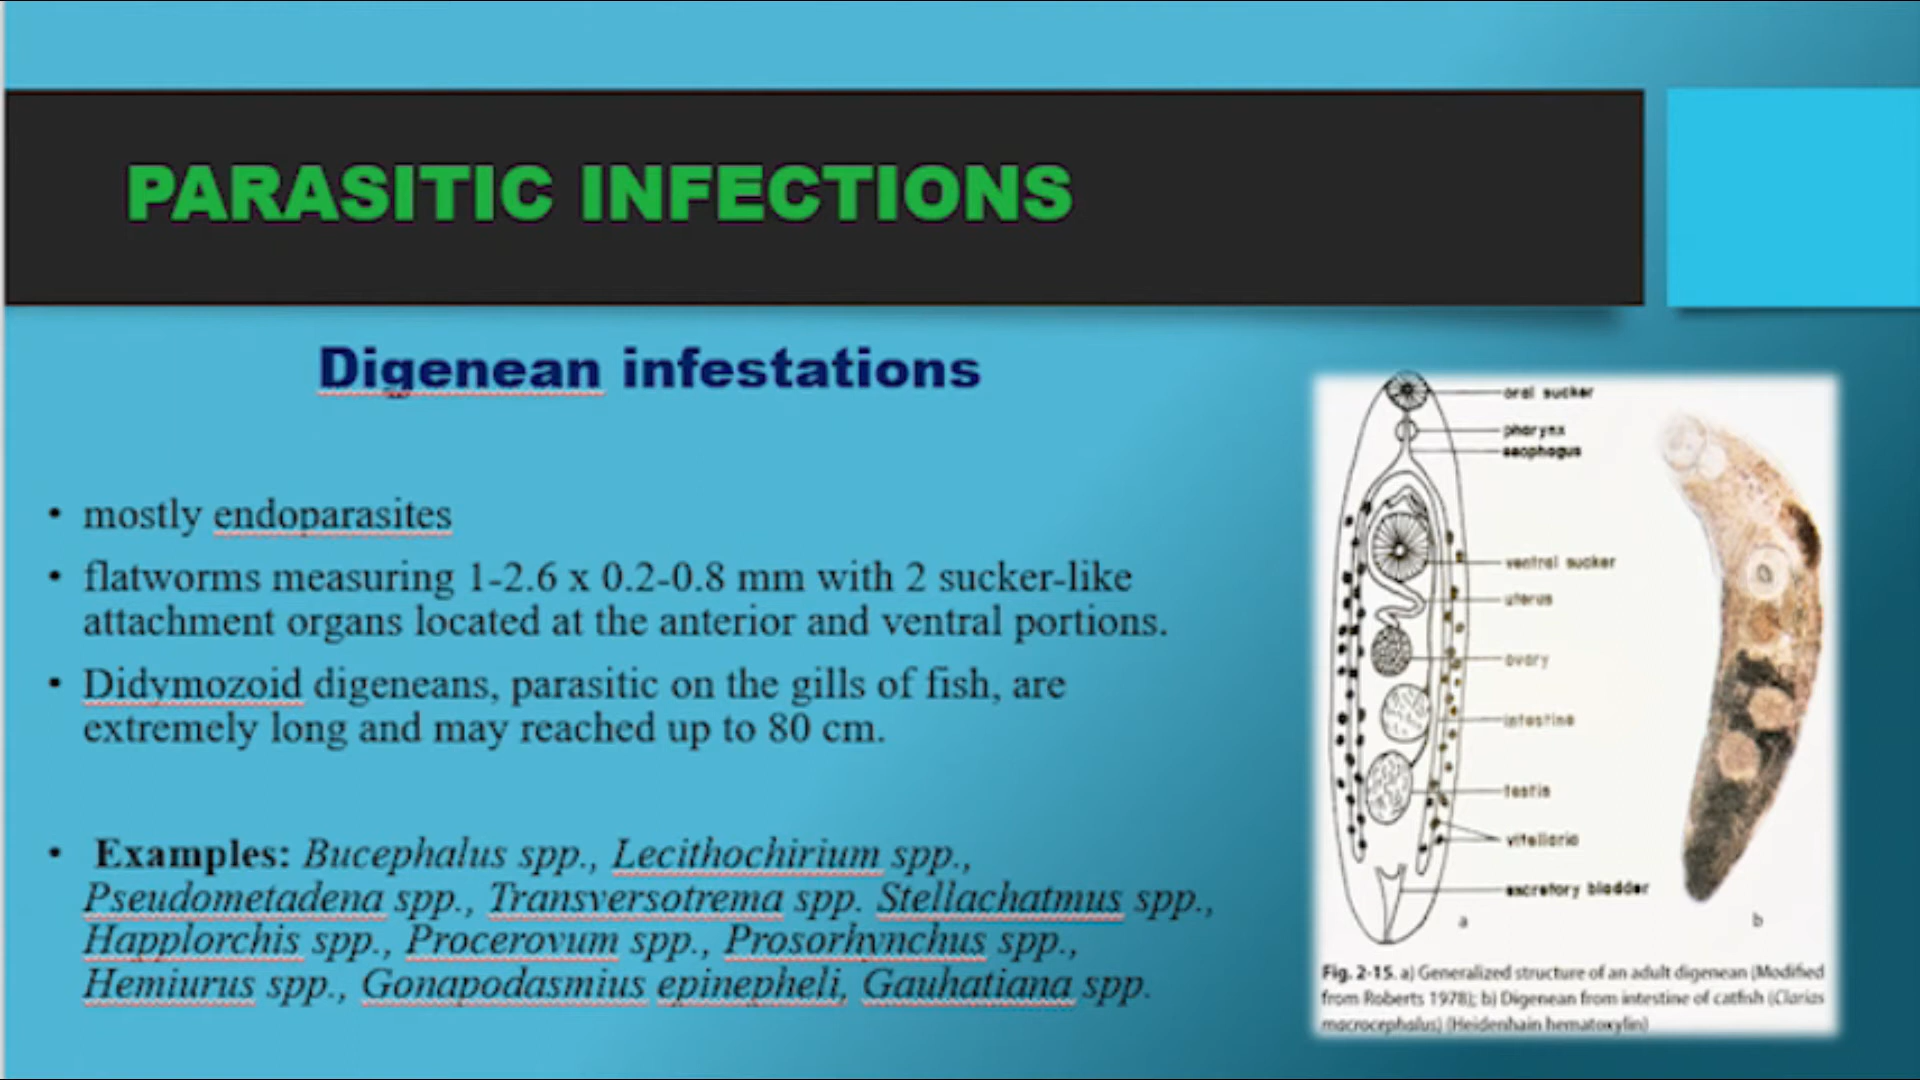 PARASITIC INFECTIONS
Digenean infestations
• mostly endoparasites
• flatworms measuring 1-2.6 x 0.2-0.8 mm with 2 sucker-like
attachment organs located at the anterior and ventral portions.
• Didymozoid digeneans, parasitic on the gills of fish, are
extremely long and may reached up to 80 cm.
• Examples: Bucephalus spp., Lecithochirium spp.,
Pseudometadena spp., Transversotrema spp. Stellachatmus spp.,
Happlorchis spp., Procerovum spp., Prosorhynchus spp.,
Hemiurus spp., Gonapodasmius epinepheli, Gauhatiana spp.
oral sucker
pharynx
esophagus
ventral sucker
uterus
ovary
intestine
testis
vitellaria
excretory bladder
a
b
Fig. 2-15. a) Generalized structure of an adult digenean (Modified
from Roberts 1978); b) Digenean from intestine of catfish (Clarias
macrocephalus) (Heidenhain hematoxylin)